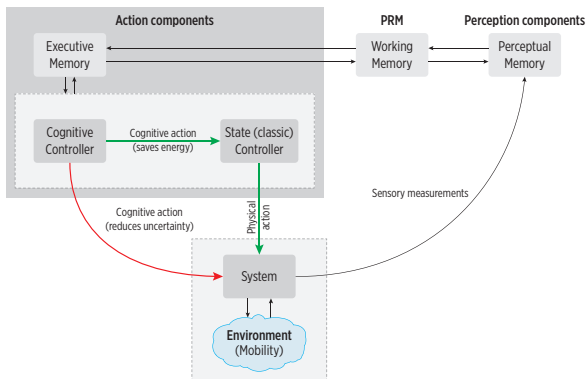 Action components
PRM
Perception components
Executive
Memory
Working
Memory
Perceptual
Memory
Cognitive
Controller
Cognitive action
(saves energy)
State (classic)
Controller
Cognitive action
(reduces uncertainty)
Physical
action
Sensory measurements
System
Environment
(Mobility)